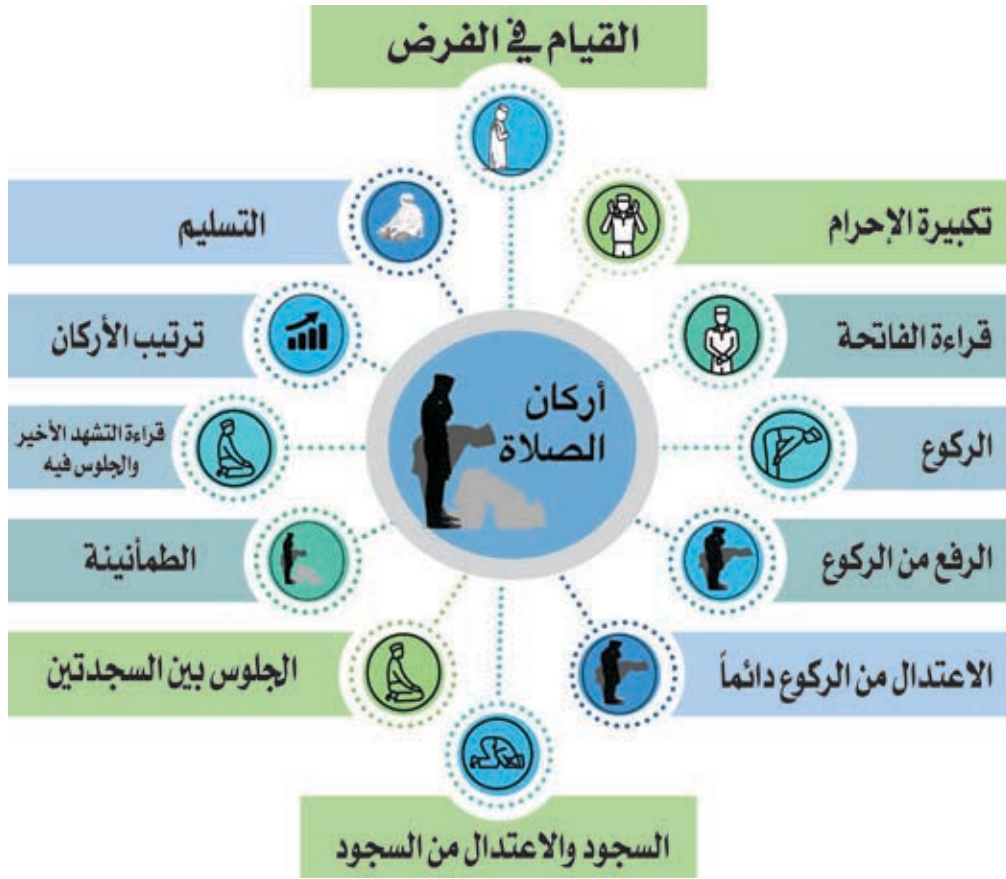 القيام في الفرض
تكبيرة الإحرام
قراءة الفاتحة
الركوع
الرفع من الركوع
الاعتدال من الركوع دائماً
السجود والاعتدال من السجود
الجلوس بين السجدتين
الطمأنينة
قراءة التشهد الأخير
والجلوس فيه
ترتيب الأركان
التسليم
أركان
الصلاة